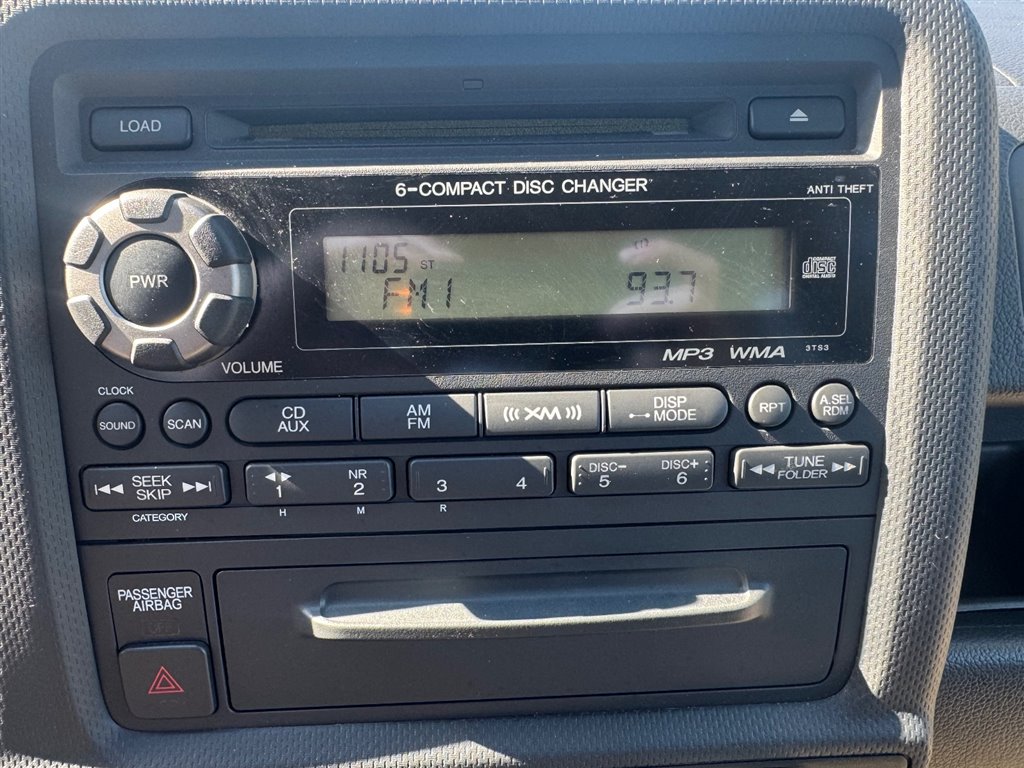 LOAD
6-COMPACT DISC CHANGER
ANTI THEFT
1105 ST
FM1 93.7
COMPACT
disc
DIGITAL AUDIO
PWR
VOLUME
MP3 WMA 3TS3
CLOCK
SOUND
SCAN
CD
AUX
AM
FM
XM
DISP
MODE
RPT
A.SEL
RDM
SEEK
SKIP
CATEGORY
1 NR 2
H M
3 4
R
DISC- DISC+
5 6
TUNE
FOLDER
PASSENGER
AIRBAG